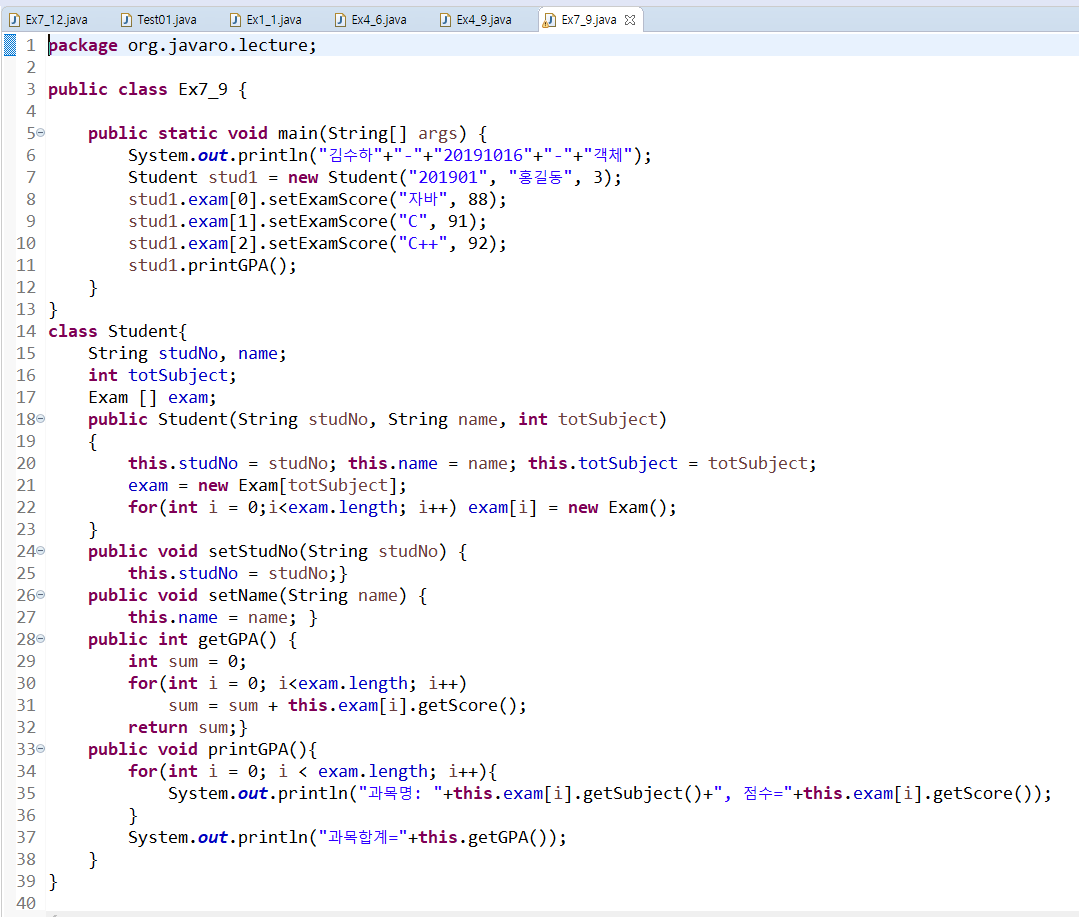 Ex7_12.java Test01.java Ex1_1.java Ex4_6.java Ex4_9.java Ex7_9.java
1 package org.javaro.lecture;
2
3 public class Ex7_9 {
4
5 public static void main(String[] args) {
6 System.out.println("김수하"+"-"+"20191016"+"-"+"객체");
7 Student stud1 = new Student("201901", "홍길동", 3);
8 stud1.exam[0].setExamScore("자바", 88);
9 stud1.exam[1].setExamScore("C", 91);
10 stud1.exam[2].setExamScore("C++", 92);
11 stud1.printGPA();
12 }
13 }
14 class Student{
15 String studNo, name;
16 int totSubject;
17 Exam [] exam;
18 public Student(String studNo, String name, int totSubject)
19 {
20 this.studNo = studNo; this.name = name; this.totSubject = totSubject;
21 exam = new Exam[totSubject];
22 for(int i = 0;i<exam.length; i++) exam[i] = new Exam();
23 }
24 public void setStudNo(String studNo) {
25 this.studNo = studNo;}
26 public void setName(String name) {
27 this.name = name; }
28 public int getGPA() {
29 int sum = 0;
30 for(int i = 0; i<exam.length; i++)
31 sum = sum + this.exam[i].getScore();
32 return sum;}
33 public void printGPA(){
34 for(int i = 0; i < exam.length; i++){
35 System.out.println("과목명: "+this.exam[i].getSubject()+", 점수="+this.exam[i].getScore());
36 }
37 System.out.println("과목합계="+this.getGPA());
38 }
39 }
40